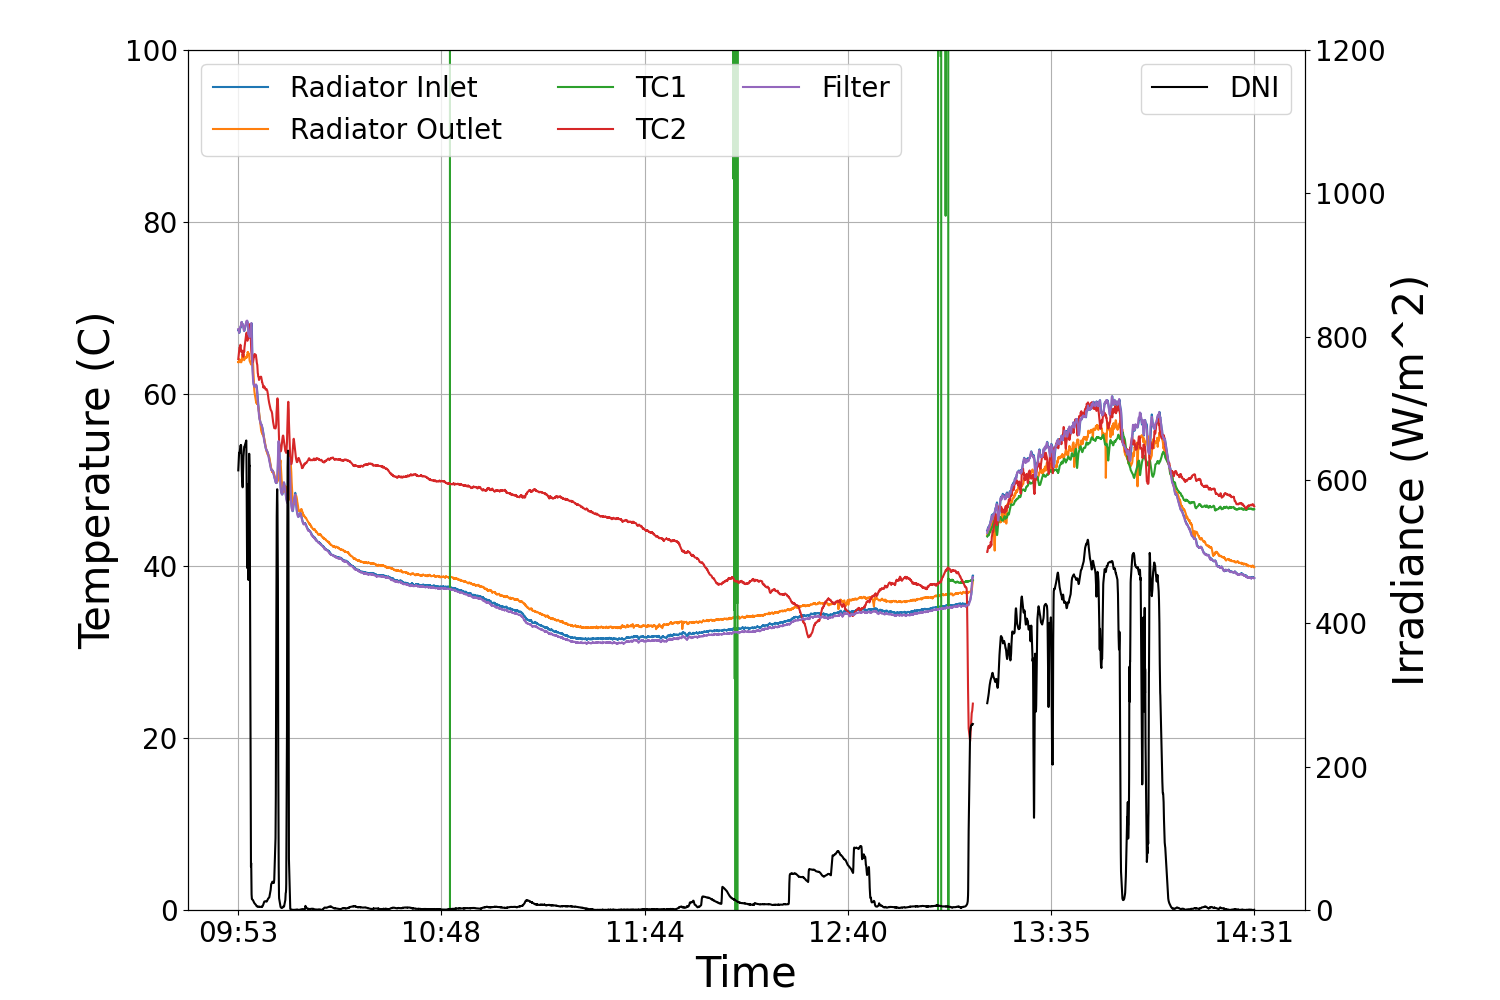 100
80
60
40
20
0
Temperature (C)
Radiator Inlet
Radiator Outlet
TC1
TC2
Filter
DNI
1200
1000
800
600
400
200
0
Irradiance (W/m^2)
09:53 10:48 11:44 12:40 13:35 14:31
Time